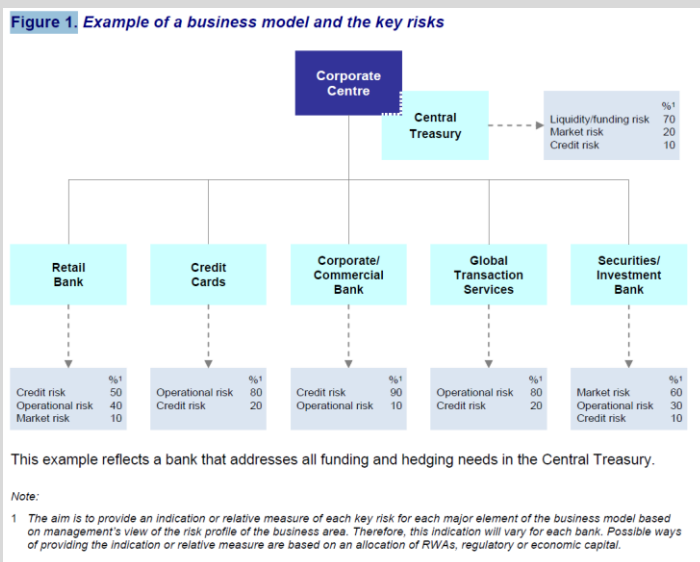 Figure 1. Example of a business model and the key risks
Corporate
Centre
Central
Treasury
%1
Liquidity/funding risk 70
Market risk 20
Credit risk 10
Retail
Bank
Credit
Cards
Corporate/
Commercial
Bank
Global
Transaction
Services
Securities/
Investment
Bank
%1
Credit risk 50
Operational risk 40
Market risk 10
%1
Operational risk 80
Credit risk 20
%1
Credit risk 90
Operational risk 10
%1
Operational risk 80
Credit risk 20
%1
Market risk 60
Operational risk 30
Credit risk 10
This example reflects a bank that addresses all funding and hedging needs in the Central Treasury.
Note:
1 The aim is to provide an indication or relative measure of each key risk for each major element of the business model based
on management's view of the risk profile of the business area. Therefore, this indication will vary for each bank. Possible ways
of providing the indication or relative measure are based on an allocation of RWAs, regulatory or economic capital.